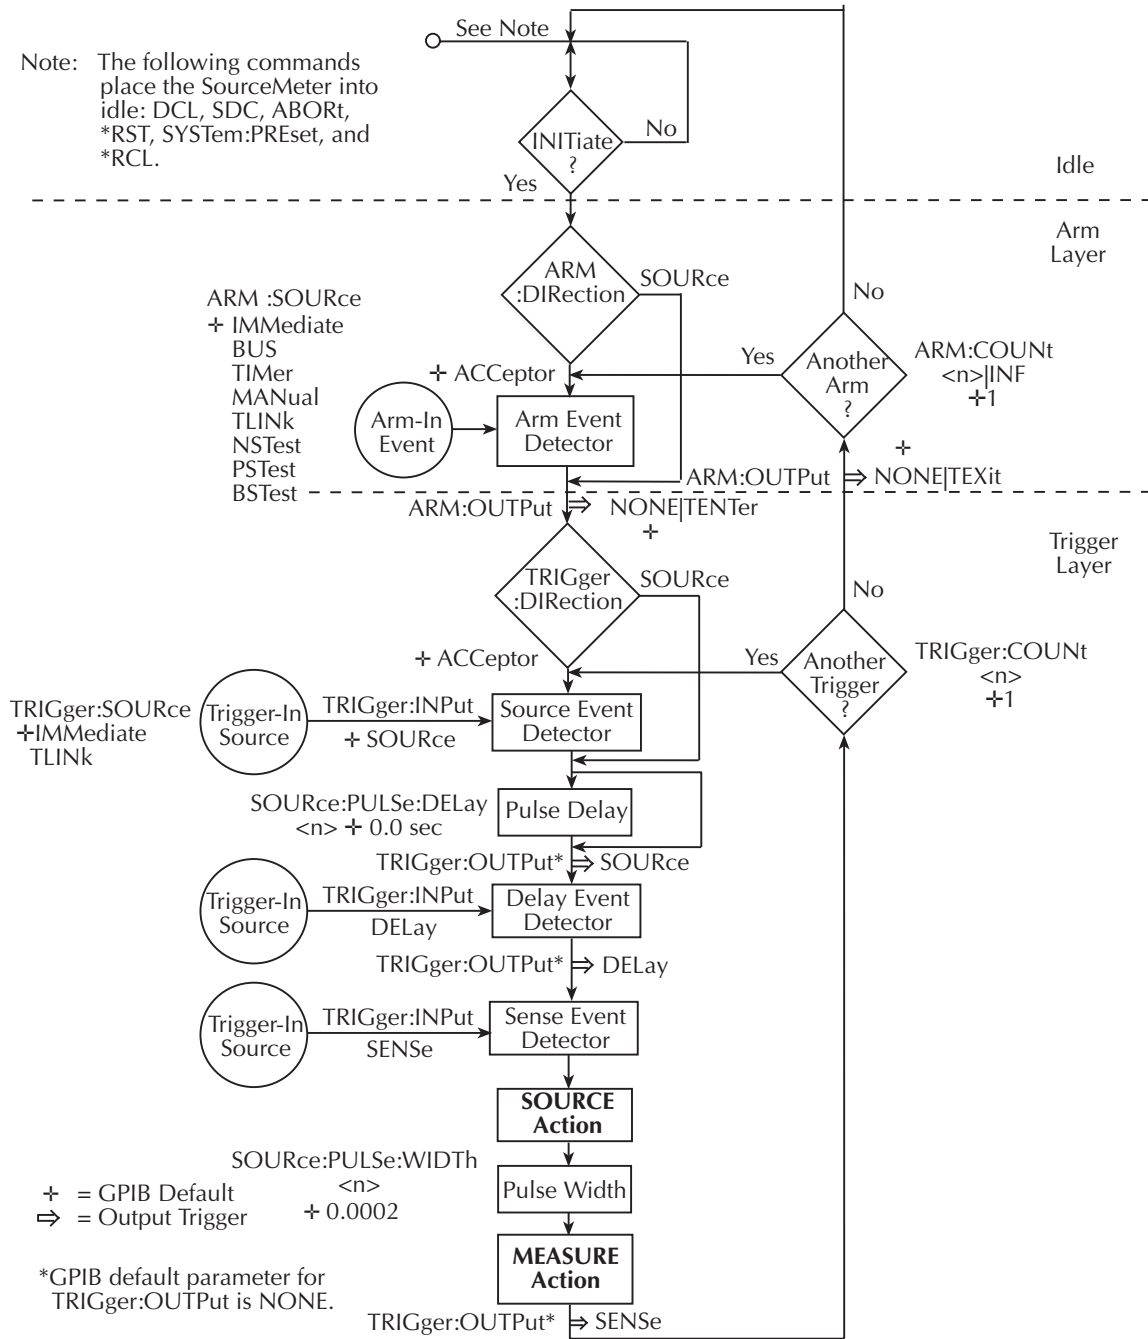 See Note
Note: The following commands
place the SourceMeter into
idle: DCL, SDC, ABORt,
*RST, SYSTem:PREset, and
*RCL.
INITiate
?
No
Yes
Idle
Arm
Layer
ARM
:DIRection
SOURce
ARM :SOURce
✛ IMMediate
BUS
TIMer
MANual
TLINk
NSTest
PSTest
BSTest
✛ ACCeptor
Arm-In
Event
Arm Event
Detector
No
Yes
Another
Arm
?
ARM:COUNt
<n>|INF
✛1
ARM:OUTPut ⇨ NONE|TEXit
✛
ARM:OUTPut ⇨ NONE|TENTer
✛
Trigger
Layer
TRIGger
:DIRection
SOURce
✛ ACCeptor
No
Yes
Another
Trigger
?
TRIGger:COUNt
<n>
✛1
TRIGger:SOURce
✛IMMediate
TLINk
Trigger-In
Source
TRIGger:INPut
✛ SOURce
Source Event
Detector
SOURce:PULSe:DELay
<n> ✛ 0.0 sec
Pulse Delay
TRIGger:OUTPut* ⇨ SOURce
Trigger-In
Source
TRIGger:INPut
DELay
Delay Event
Detector
TRIGger:OUTPut* ⇨ DELay
Trigger-In
Source
TRIGger:INPut
SENSe
Sense Event
Detector
SOURCE
Action
SOURce:PULSe:WIDTh
<n>
✛ 0.0002
Pulse Width
✛ = GPIB Default
⇨ = Output Trigger
MEASURE
Action
*GPIB default parameter for
TRIGger:OUTPut is NONE.
TRIGger:OUTPut* ⇨ SENSe